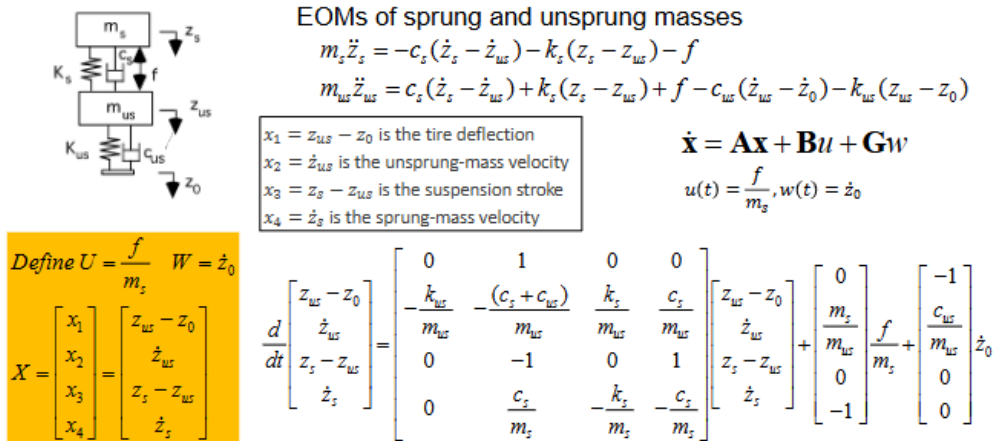 EOMs of sprung and unsprung masses
m_s z̈_s = −c_s(ż_s − ż_us) − k_s(z_s − z_us) − f
m_us z̈_us = c_s(ż_s − ż_us) + k_s(z_s − z_us) + f − c_us(ż_us − ż_0) − k_us(z_us − z_0)
m_s
z_s
K_s
c_s
f
m_us
z_us
K_us
c_us
z_0
x_1 = z_us − z_0 is the tire deflection
x_2 = ż_us is the unsprung-mass velocity
x_3 = z_s − z_us is the suspension stroke
x_4 = ż_s is the sprung-mass velocity
ẋ = Ax + Bu + Gw
u(t) = f/m_s, w(t) = ż_0
Define U = f/m_s W = ż_0
X = [x_1; x_2; x_3; x_4] = [z_us − z_0; ż_us; z_s − z_us; ż_s]
d/dt [z_us − z_0; ż_us; z_s − z_us; ż_s] = [0 1 0 0; −k_us/m_us −(c_s + c_us)/m_us k_s/m_us c_s/m_us; 0 −1 0 1; 0 c_s/m_s −k_s/m_s −c_s/m_s] [z_us − z_0; ż_us; z_s − z_us; ż_s] + [0; m_s/m_us; 0; −1] f/m_s + [−1; c_us/m_us; 0; 0] ż_0